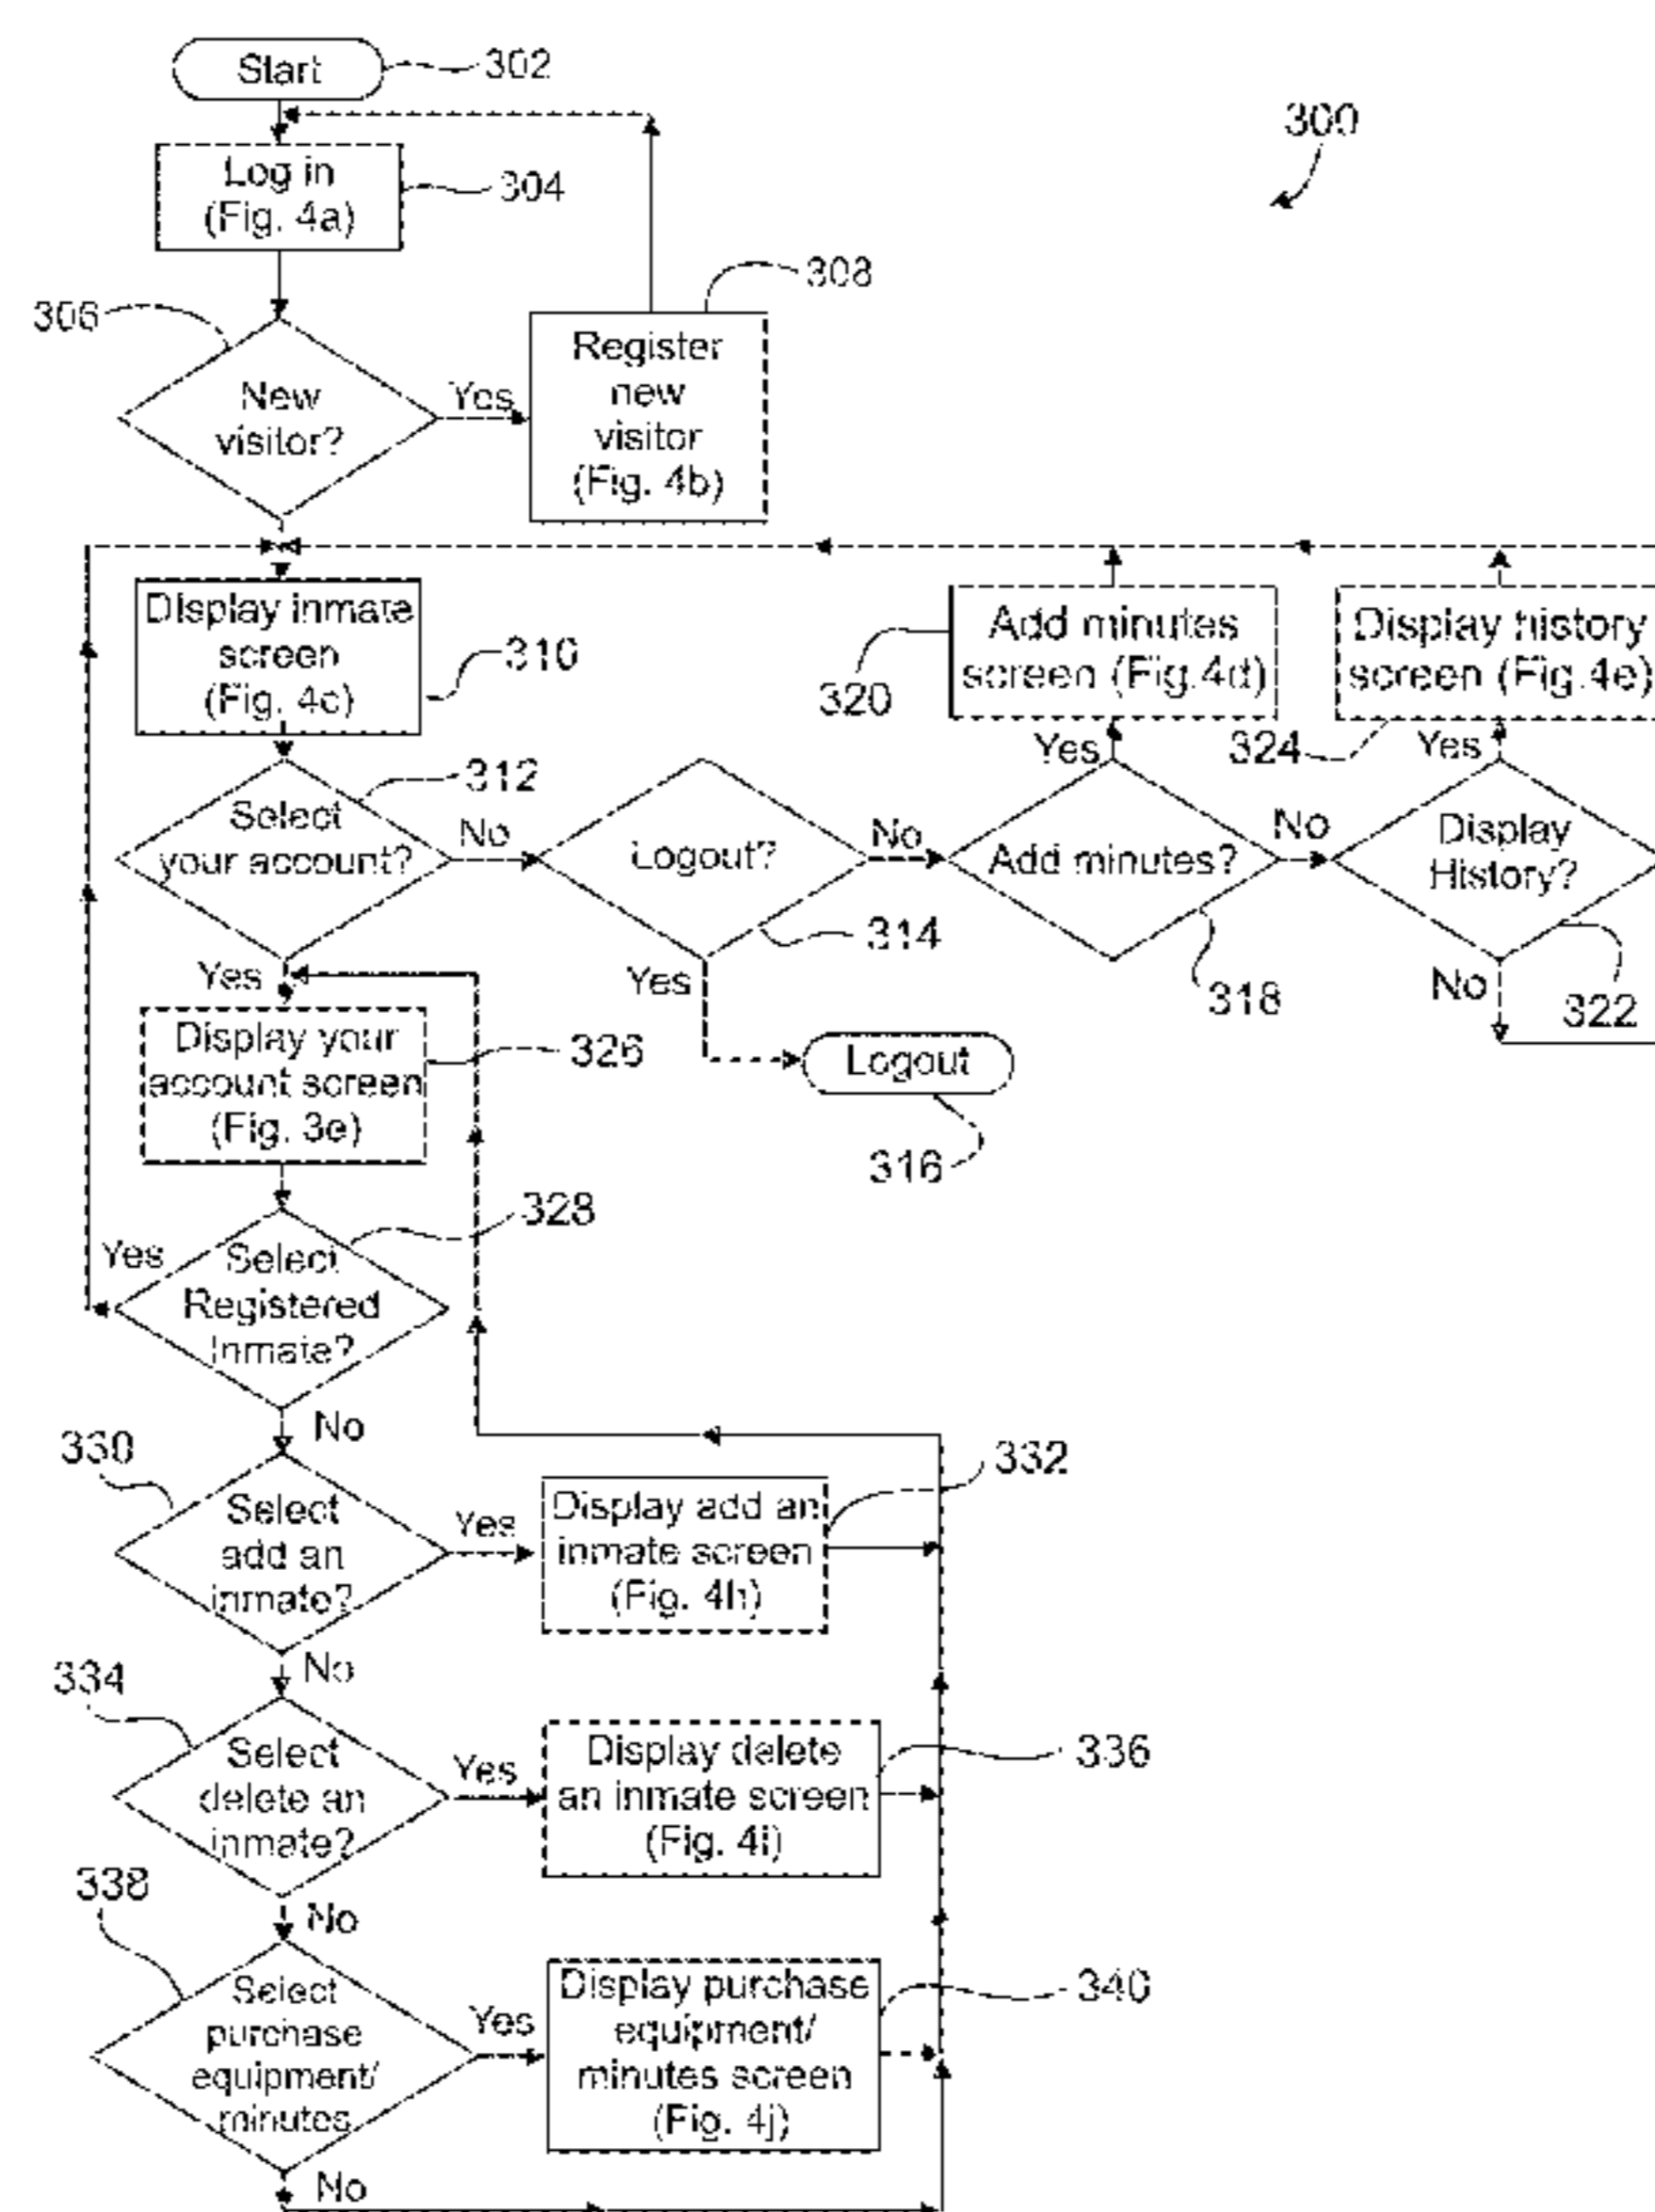 Start
302
300
Log in
(Fig. 4a)
304
306
New
visitor?
Yes
308
Register
new
visitor
(Fig. 4b)
Display inmate
screen
(Fig. 4c)
310
320
Add minutes
screen (Fig.4d)
Display history
screen (Fig.4e)
324
Yes
Yes
312
Select
your account?
No
Logout?
No
Add minutes?
No
Display
History?
314
318
322
Yes
Yes
No
Logout
316
Display your
account screen
(Fig. 3e)
326
328
Yes
Select
Registered
Inmate?
No
330
Select
add an
inmate?
Yes
Display add an
inmate screen
(Fig. 4h)
332
No
334
Select
delete an
inmate?
Yes
Display delete
an inmate screen
(Fig. 4i)
336
No
338
Select
purchase
equipment/
minutes
Yes
Display purchase
equipment/
minutes screen
(Fig. 4j)
340
No